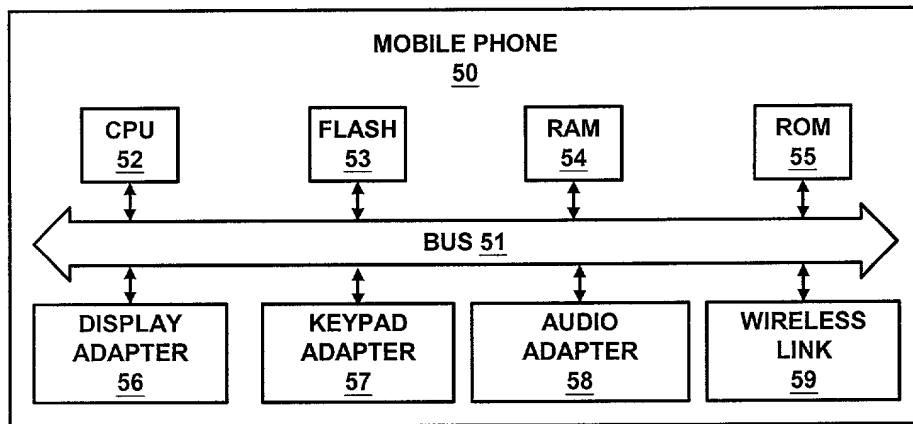 MOBILE PHONE
50
CPU
52
FLASH
53
RAM
54
ROM
55
BUS 51
DISPLAY
ADAPTER
56
KEYPAD
ADAPTER
57
AUDIO
ADAPTER
58
WIRELESS
LINK
59